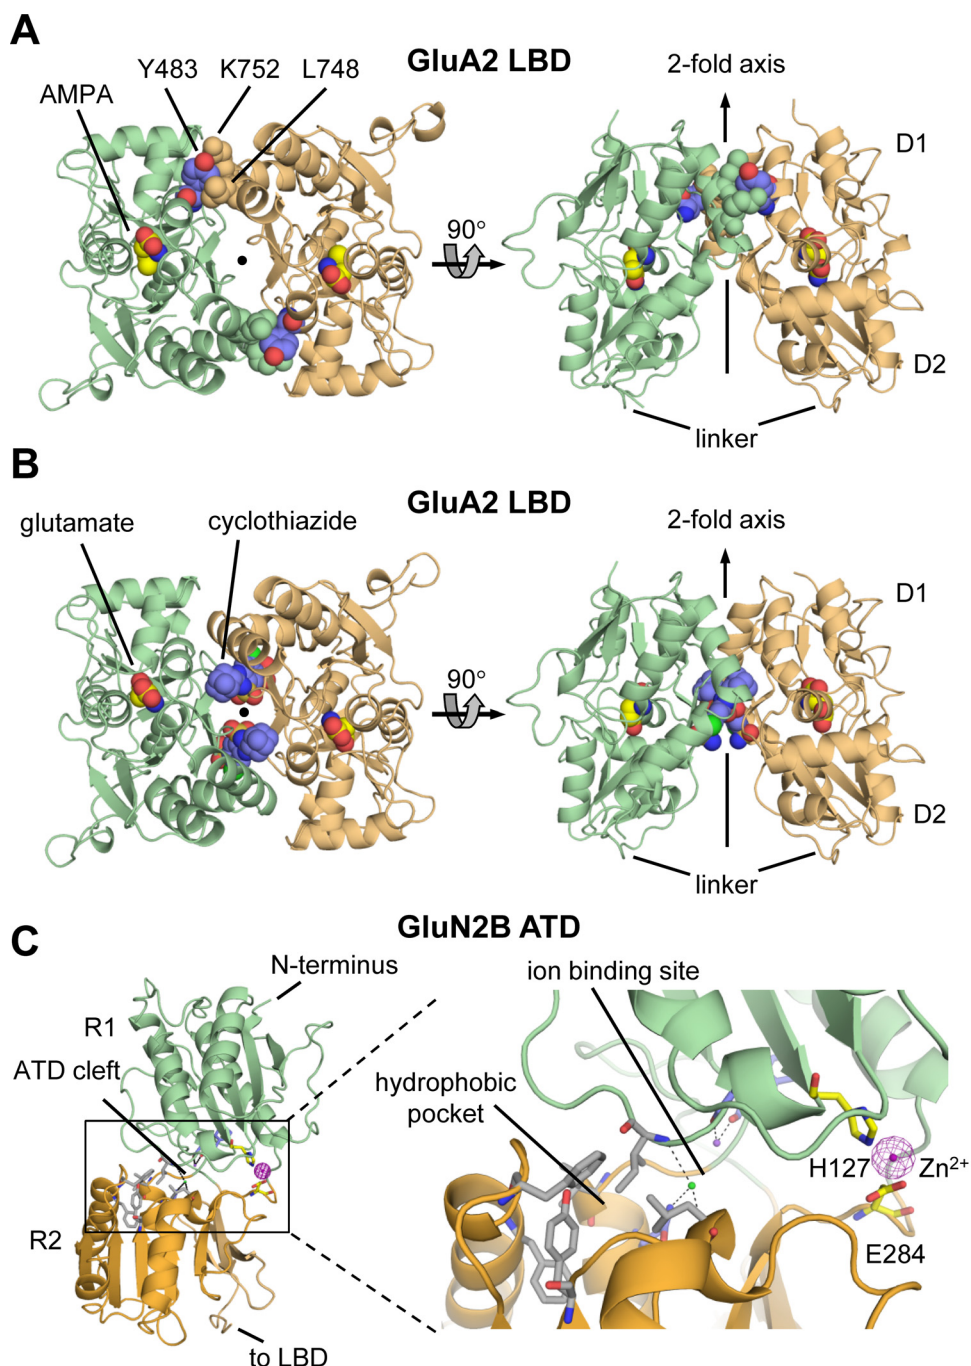 A
GluA2 LBD
Y483 K752 L748
AMPA
2-fold axis
D1
90°
D2
linker
B
GluA2 LBD
glutamate
cyclothiazide
2-fold axis
D1
90°
D2
linker
C
GluN2B ATD
N-terminus
ion binding site
R1
ATD cleft
hydrophobic
pocket
H127
Zn²⁺
R2
E284
to LBD